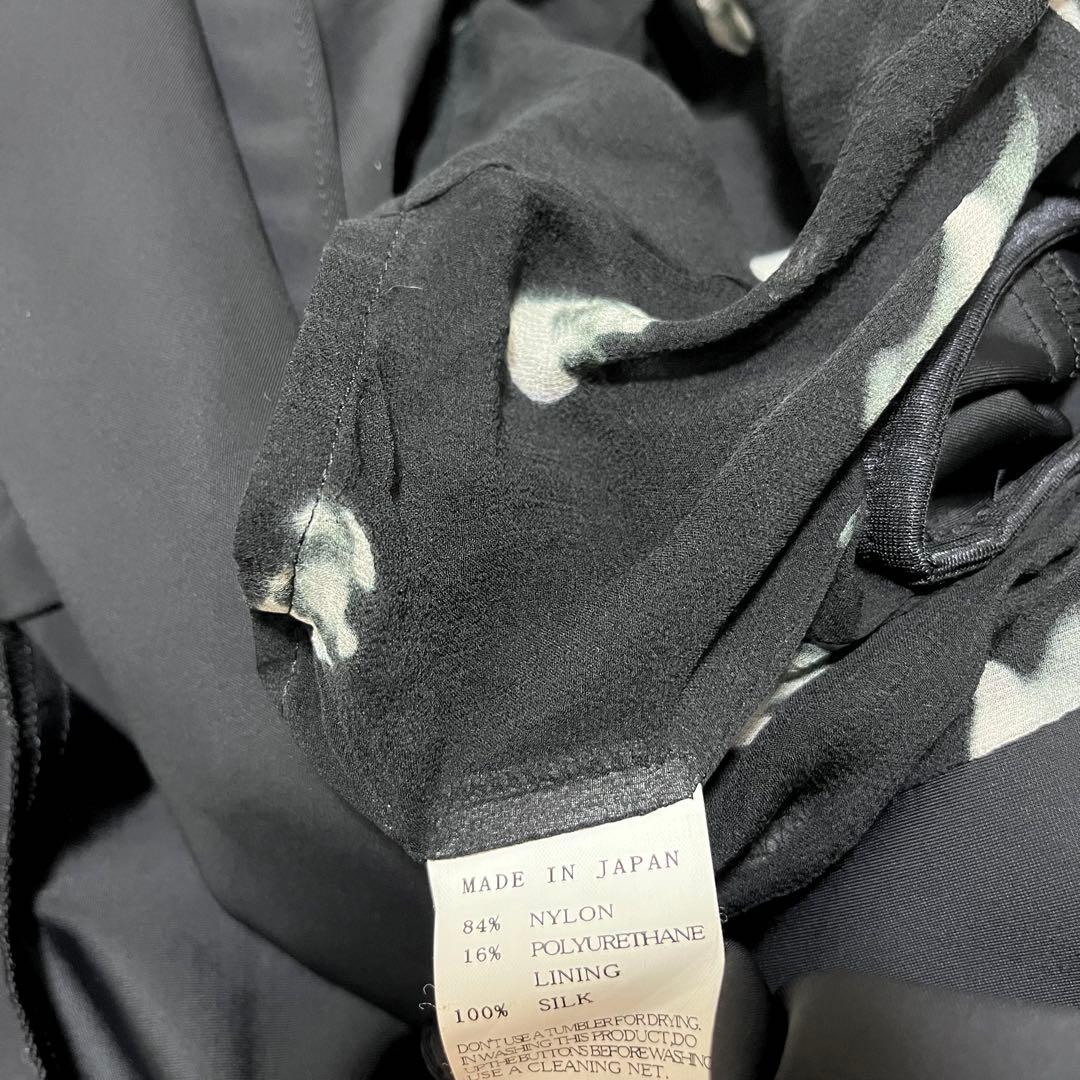 MADE IN JAPAN
84% NYLON
16% POLYURETHANE
LINING
100% SILK
DON'T USE A TUMBLER FOR DRYING.
IN WASHING THIS PRODUCT, DO
UP THE BUTTONS BEFORE WASHING
USE A CLEANING NET.